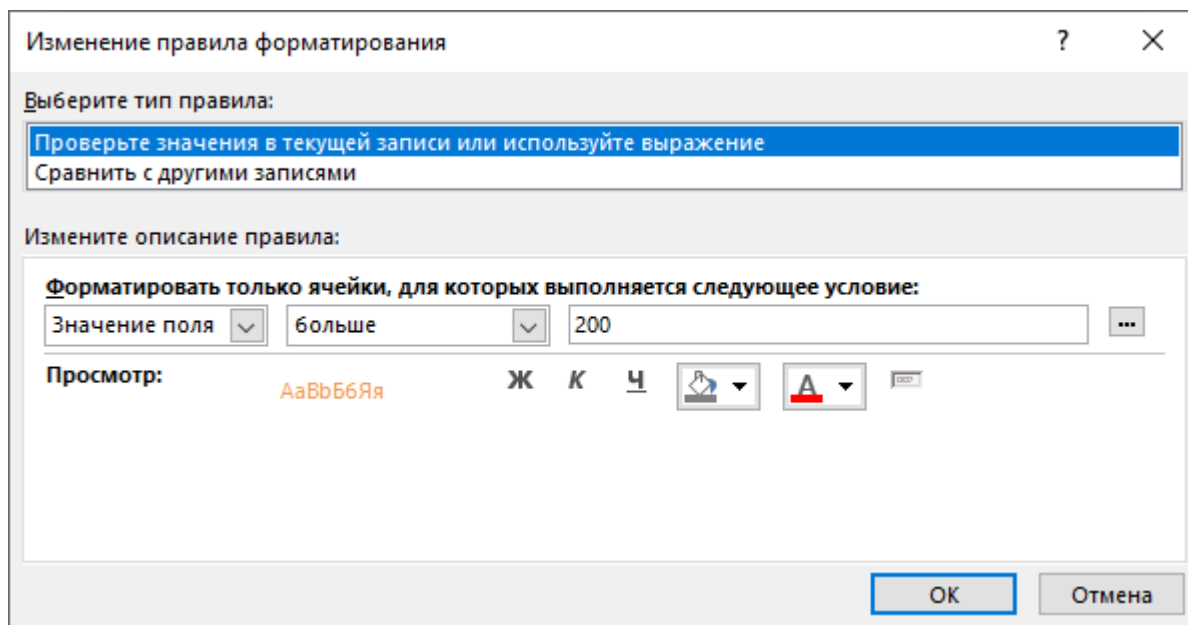 Изменение правила форматирования ?
Выберите тип правила:
Проверьте значения в текущей записи или используйте выражение
Сравнить с другими записями
Измените описание правила:
Форматировать только ячейки, для которых выполняется следующее условие:
Значение поля больше 200 ...
Просмотр: АаВbБбЯя Ж К Ч А
ОК Отмена